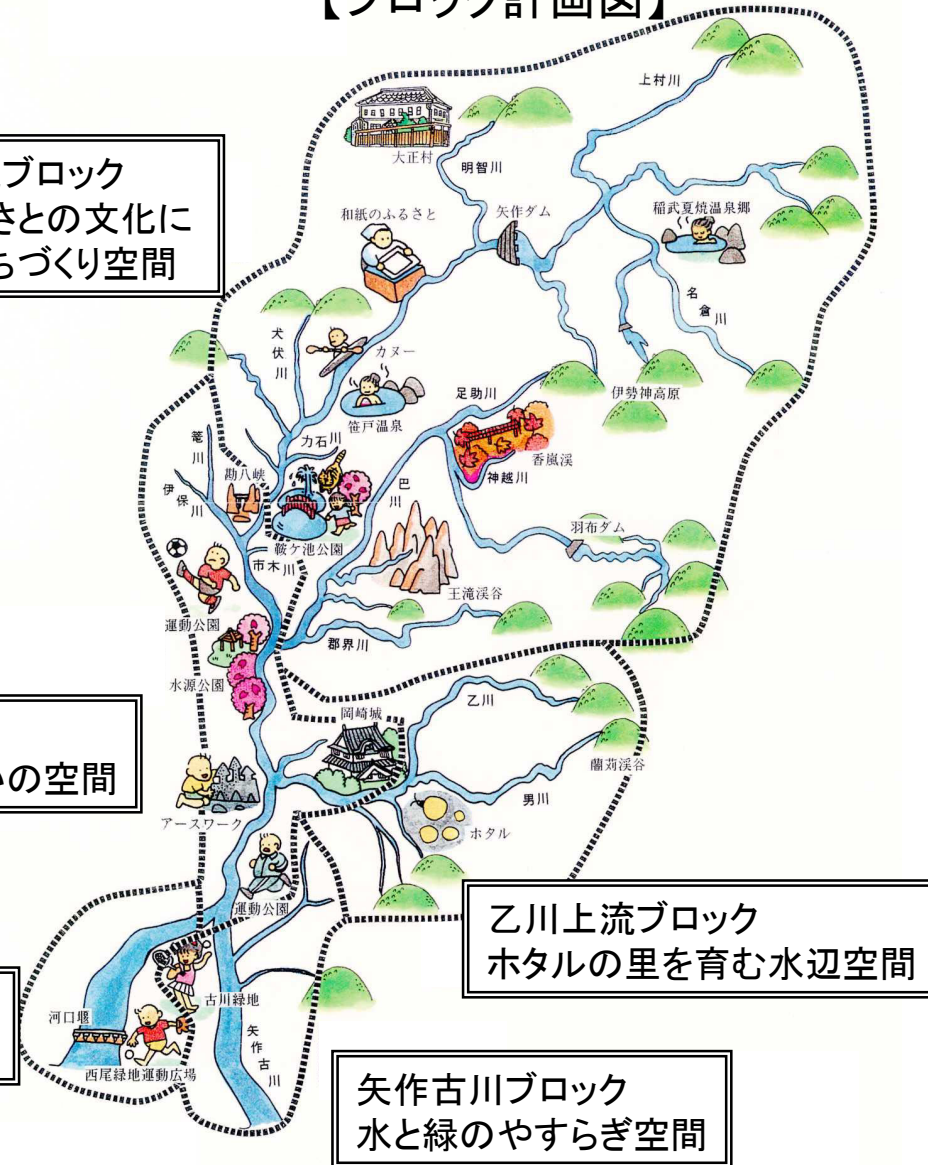 【ブロック計画図】
上村川
大正村
明智川
ブロック
さとの文化に
ちづくり空間
和紙のふるさと
矢作ダム
稲武夏焼温泉郷
名倉川
犬伏川
カヌー
笹戸温泉
足助川
伊勢神高原
香嵐渓
神越川
力石川
篭川
勘八峡
伊保川
巴川
鞍ケ池公園
市木川
羽布ダム
王滝渓谷
運動公園
郡界川
水源公園
乙川
岡崎城
いの空間
闇苅渓谷
男川
アースワーク
ホタル
運動公園
乙川上流ブロック
ホタルの里を育む水辺空間
古川緑地
河口堰
矢作古川
西尾緑地運動広場
矢作古川ブロック
水と緑のやすらぎ空間